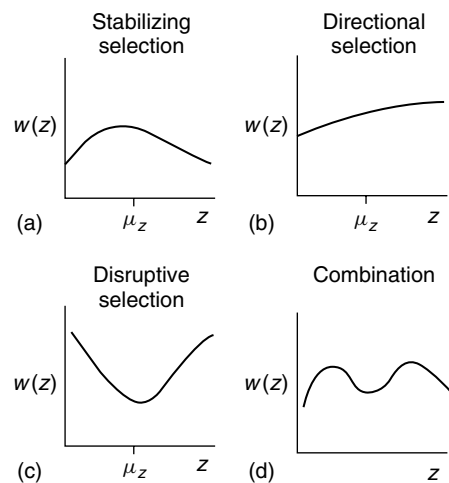 Stabilizing
selection
w(z)
(a)
μz
z
Directional
selection
w(z)
(b)
μz
z
Disruptive
selection
w(z)
(c)
μz
z
Combination
w(z)
(d)
z